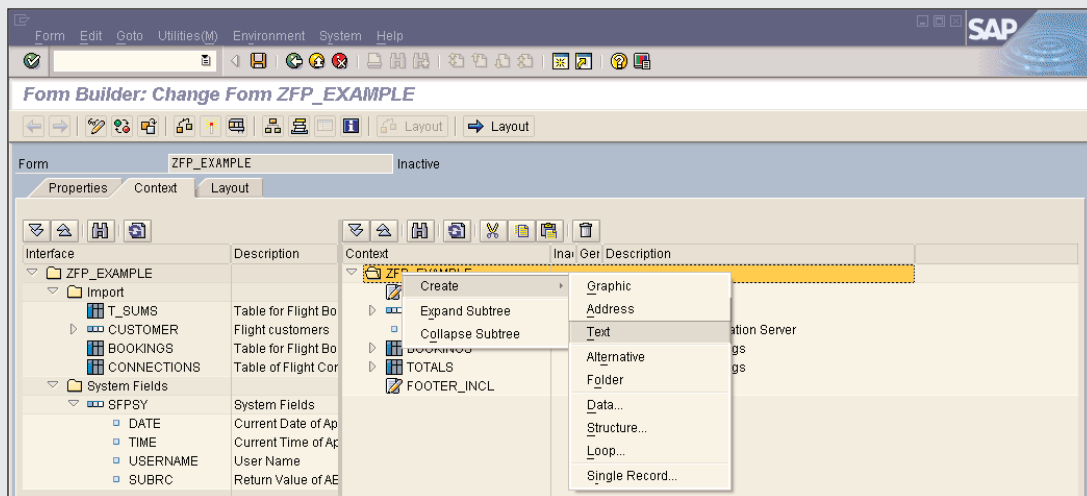 Form Edit Goto Utilities(M) Environment System Help
SAP
Form Builder: Change Form ZFP_EXAMPLE
Layout Layout
Form ZFP_EXAMPLE Inactive
Properties Context Layout
Interface Description Context Ina Ger Description
ZFP_EXAMPLE
Import
T_SUMS Table for Flight Bo
CUSTOMER Flight customers
BOOKINGS Table for Flight Bo
CONNECTIONS Table of Flight Cor
System Fields
SFPSY System Fields
DATE Current Date of Ap
TIME Current Time of Ap
USERNAME User Name
SUBRC Return Value of AE
ZFP_EXAMPLE
BOOKINGS gs
TOTALS gs
FOOTER_INCL
ation Server
Create
Expand Subtree
Collapse Subtree
Graphic
Address
Text
Alternative
Folder
Data...
Structure...
Loop...
Single Record...